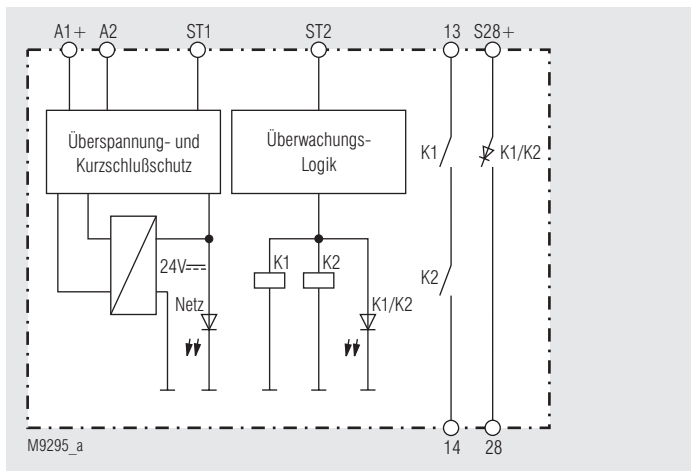 A1+ A2 ST1 ST2 13 S28+
Überspannung- und
Kurzschlußschutz
Überwachungs-
Logik
K1
K1/K2
24V
K1
K2
K2
Netz
K1/K2
M9295_a
14
28